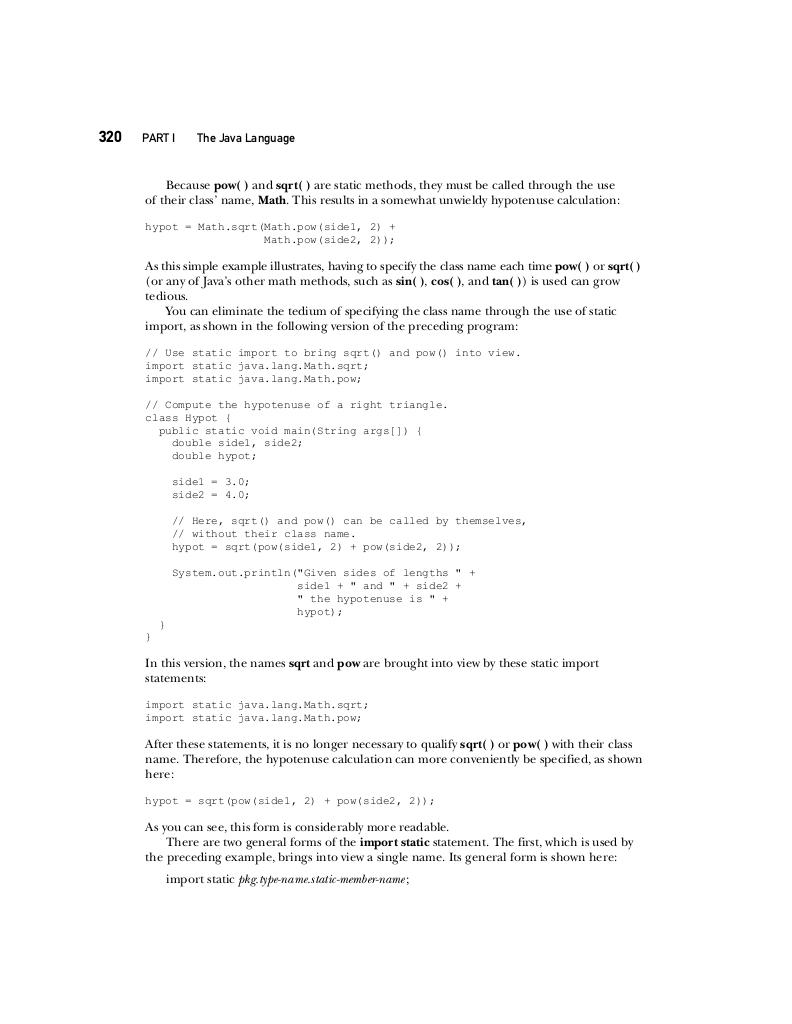 320 PART I The Java Language
Because pow( ) and sqrt( ) are static methods, they must be called through the use
of their class’ name, Math. This results in a somewhat unwieldy hypotenuse calculation:
hypot = Math.sqrt(Math.pow(side1, 2) +
                  Math.pow(side2, 2));
As this simple example illustrates, having to specify the class name each time pow( ) or sqrt( )
(or any of Java’s other math methods, such as sin( ), cos( ), and tan( )) is used can grow
tedious.
You can eliminate the tedium of specifying the class name through the use of static
import, as shown in the following version of the preceding program:
// Use static import to bring sqrt() and pow() into view.
import static java.lang.Math.sqrt;
import static java.lang.Math.pow;
// Compute the hypotenuse of a right triangle.
class Hypot {
  public static void main(String args[]) {
    double side1, side2;
    double hypot;
    side1 = 3.0;
    side2 = 4.0;
    // Here, sqrt() and pow() can be called by themselves,
    // without their class name.
    hypot = sqrt(pow(side1, 2) + pow(side2, 2));
    System.out.println("Given sides of lengths " +
                       side1 + " and " + side2 +
                       " the hypotenuse is " +
                       hypot);
  }
}
In this version, the names sqrt and pow are brought into view by these static import
statements:
import static java.lang.Math.sqrt;
import static java.lang.Math.pow;
After these statements, it is no longer necessary to qualify sqrt( ) or pow( ) with their class
name. Therefore, the hypotenuse calculation can more conveniently be specified, as shown
here:
hypot = sqrt(pow(side1, 2) + pow(side2, 2));
As you can see, this form is considerably more readable.
There are two general forms of the import static statement. The first, which is used by
the preceding example, brings into view a single name. Its general form is shown here:
import static pkg.type-name.static-member-name;